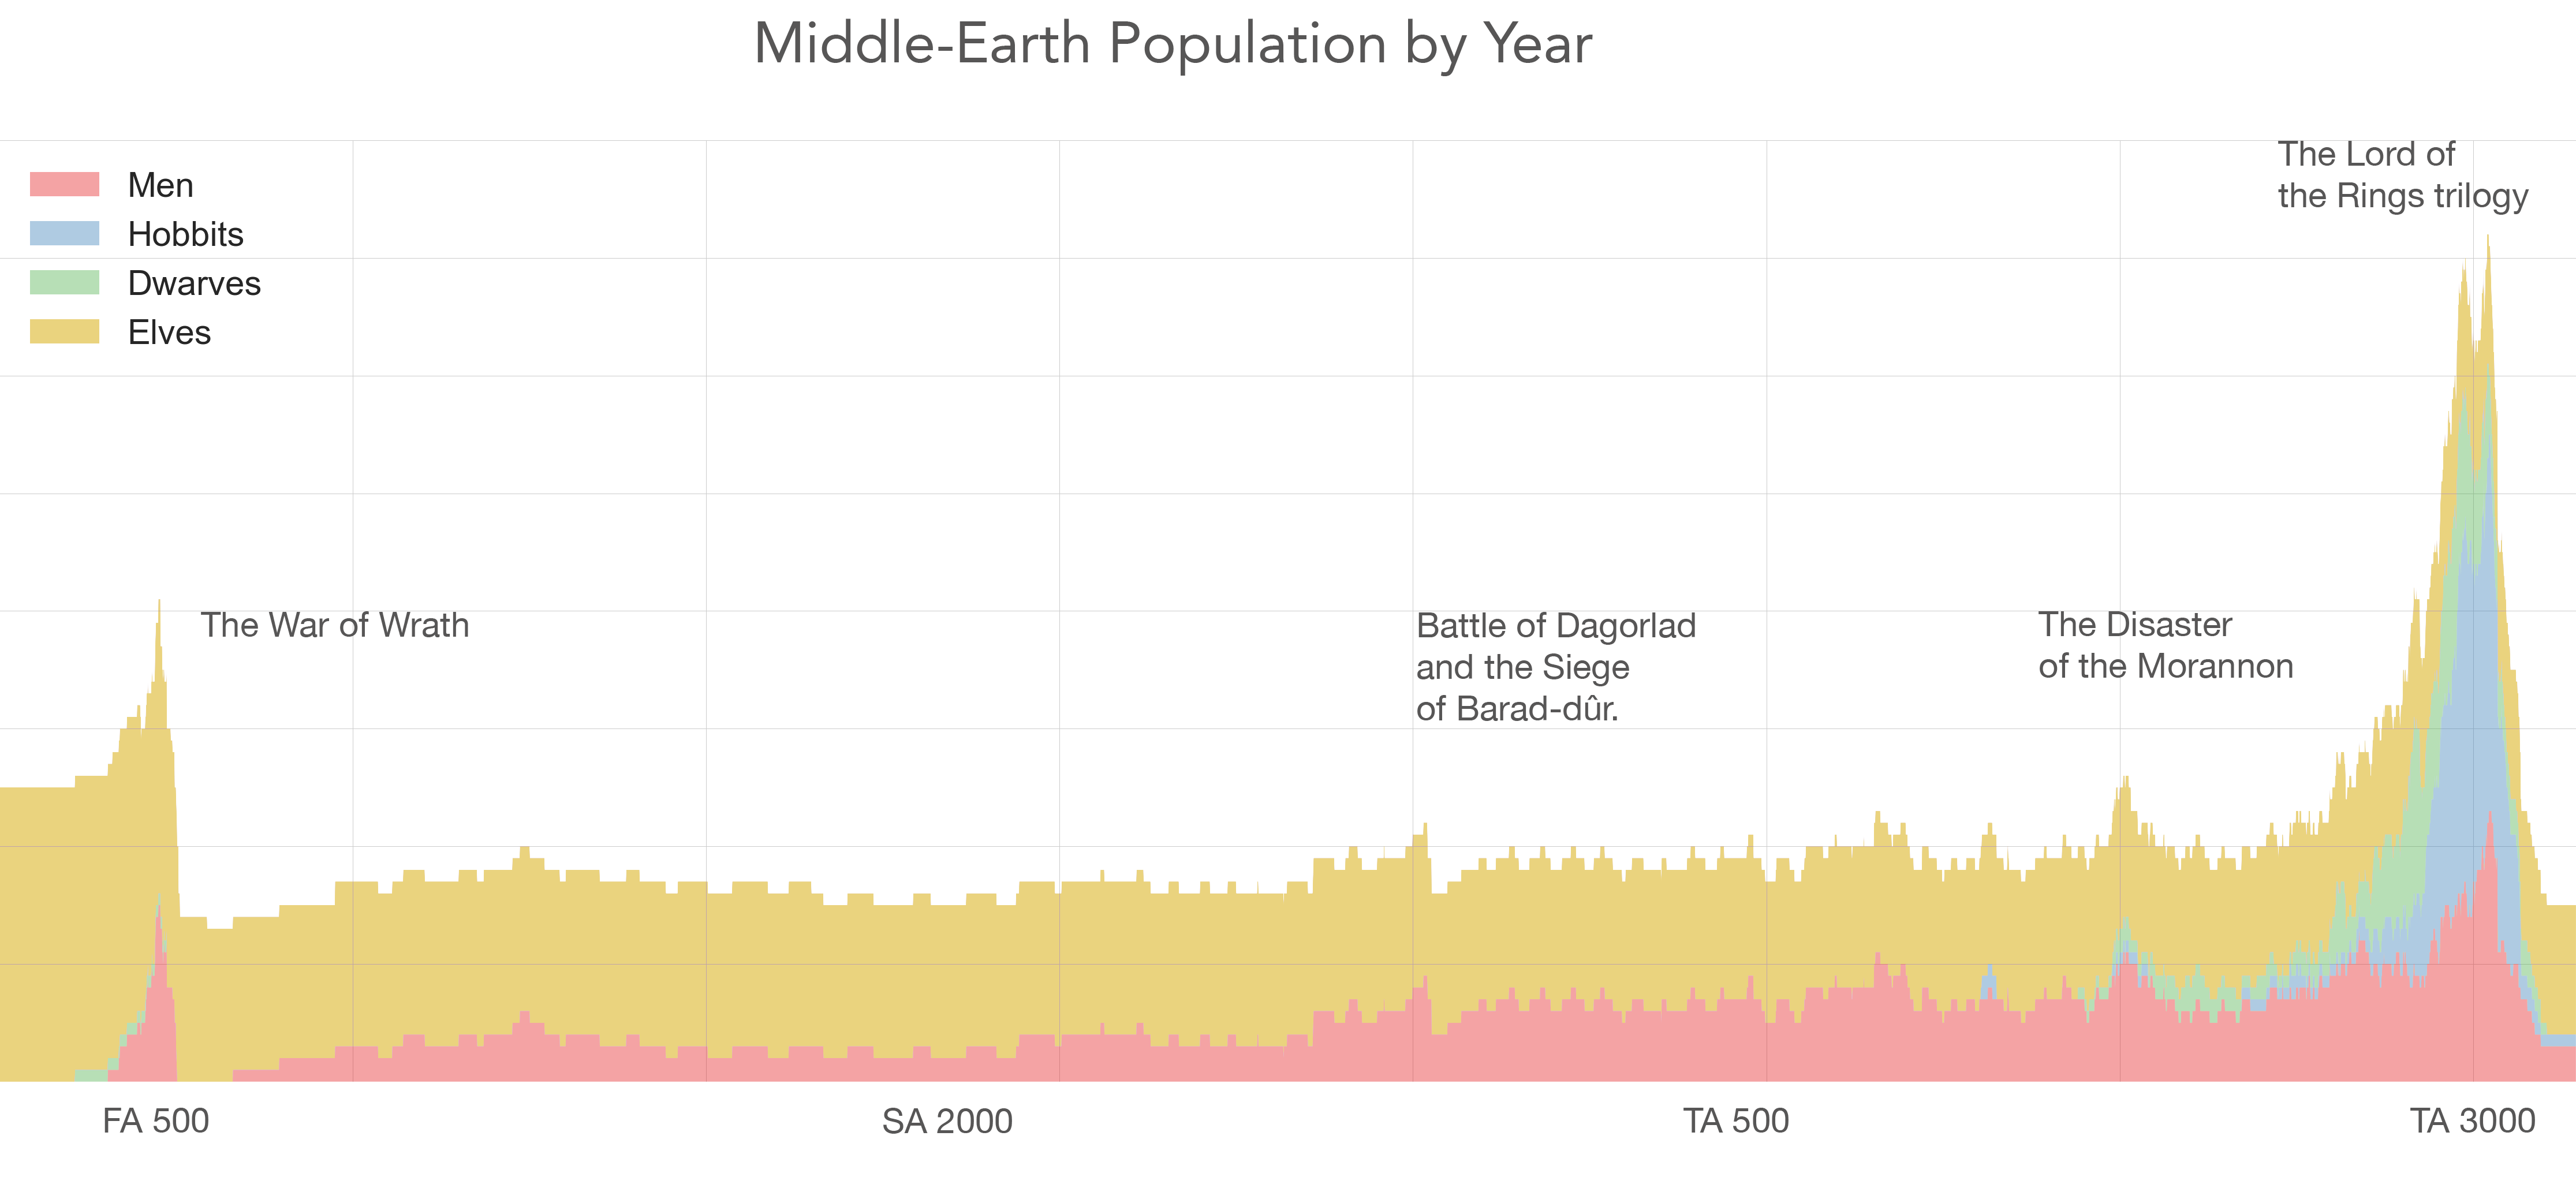 Middle-Earth Population by Year
Men
Hobbits
Dwarves
Elves
The Lord of
the Rings trilogy
The War of Wrath
Battle of Dagorlad
and the Siege
of Barad-dûr.
The Disaster
of the Morannon
FA 500
SA 2000
TA 500
TA 3000